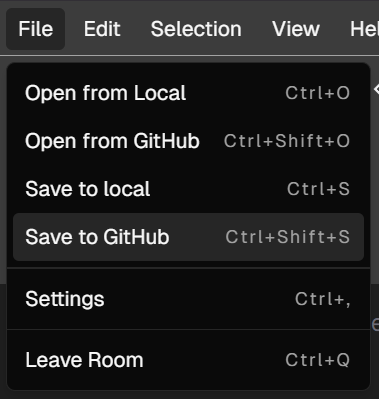 File Edit Selection View Hel
Open from Local Ctrl+O
Open from GitHub Ctrl+Shift+O
Save to local Ctrl+S
Save to GitHub Ctrl+Shift+S
Settings Ctrl+,
Leave Room Ctrl+Q